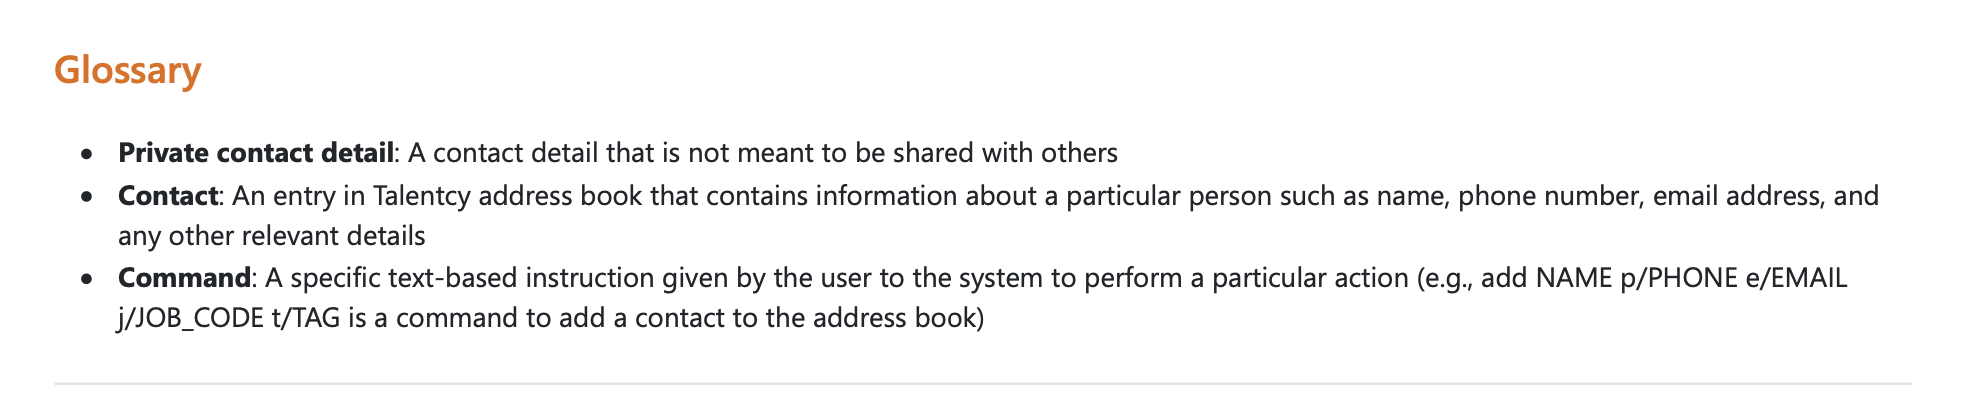 Glossary
• Private contact detail: A contact detail that is not meant to be shared with others
• Contact: An entry in Talentcy address book that contains information about a particular person such as name, phone number, email address, and
any other relevant details
• Command: A specific text-based instruction given by the user to the system to perform a particular action (e.g., add NAME p/PHONE e/EMAIL
j/JOB_CODE t/TAG is a command to add a contact to the address book)